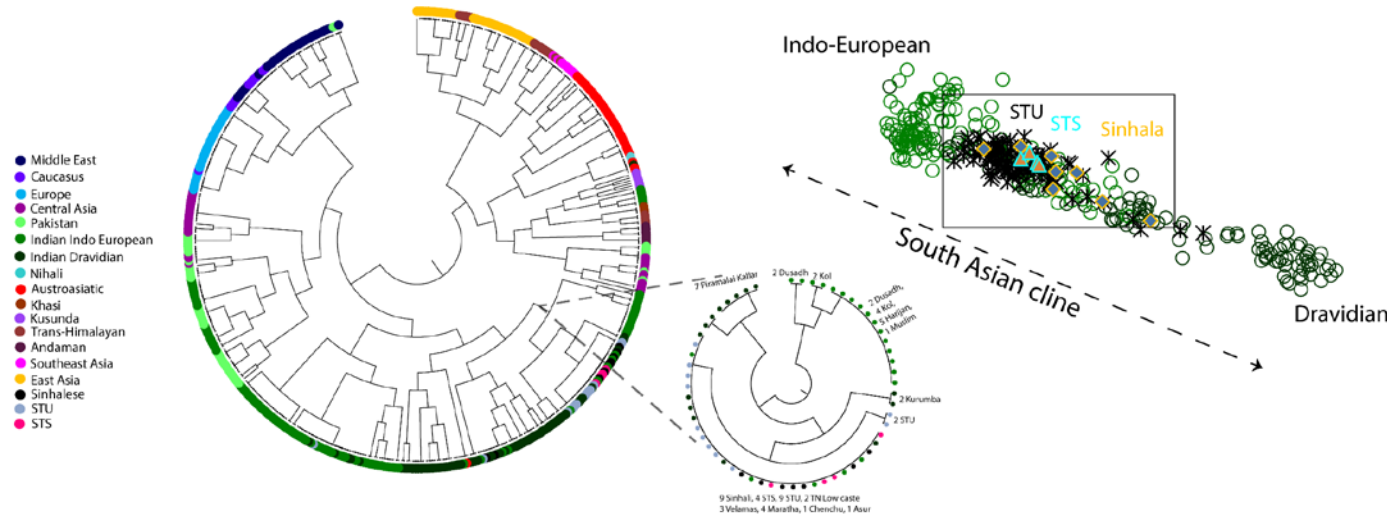 Middle East
Caucasus
Europe
Central Asia
Pakistan
Indian Indo European
Indian Dravidian
Nihali
Austroasiatic
Khasi
Kusunda
Trans-Himalayan
Andaman
Southeast Asia
East Asia
Sinhalese
STU
STS
7 Piramalai Kallar
2 Dusadh
2 Kol
2 Dusadh,
4 Kol,
5 Harijan,
1 Muslim
2 Kurumba
2 STU
9 Sinhali, 4 STS, 9 STU, 2 TN Low caste
3 Velamas, 4 Maratha, 1 Chenchu, 1 Asur
Indo-European
STU
STS
Sinhala
South Asian cline
Dravidian